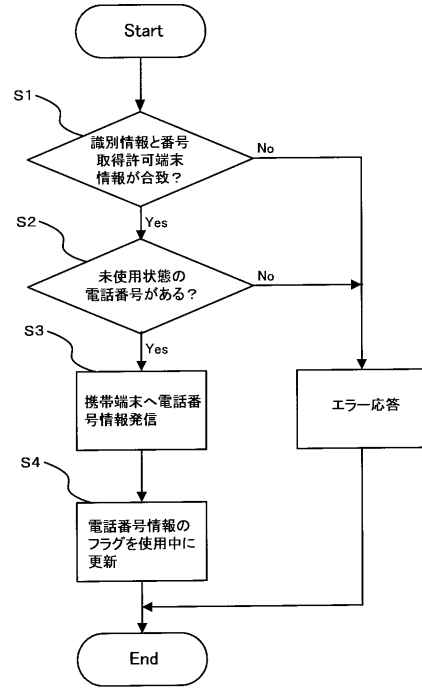 Start
S1
識別情報と番号
取得許可端末
情報が合致?
No
Yes
S2
未使用状態の
電話番号がある?
No
Yes
S3
携帯端末へ電話番
号情報発信
エラー応答
S4
電話番号情報の
フラグを使用中に
更新
End